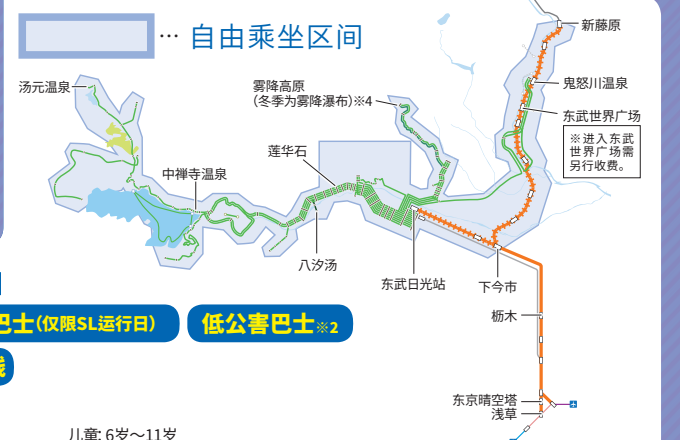 … 自由乘坐区间
新藤原
汤元温泉
雾降高原
（冬季为雾降瀑布）※4
鬼怒川温泉
东武世界广场
※进入东武
世界广场需
另行收费。
莲华石
中禅寺温泉
八汐汤
东武日光站
下今市
巴士（仅限SL运行日）
低公害巴士※2
栃木
线
东京晴空塔
浅草
儿童: 6岁～11岁